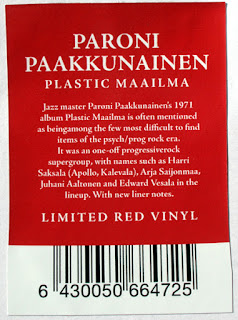 PARONI
PAAKKUNAINEN
PLASTIC MAAILMA
Jazz master Paroni Paakkunainen's 1971
album Plastic Maailma is often mentioned
as beingamong the few most difficult to find
items of the psych/prog rock era.
It was an one-off progressiverock
supergroup, with names such as Harri
Saksala (Apollo, Kalevala), Arja Saijonmaa,
Juhani Aaltonen and Edward Vesala in the
lineup. With new liner notes.
LIMITED RED VINYL
6 430050 664725